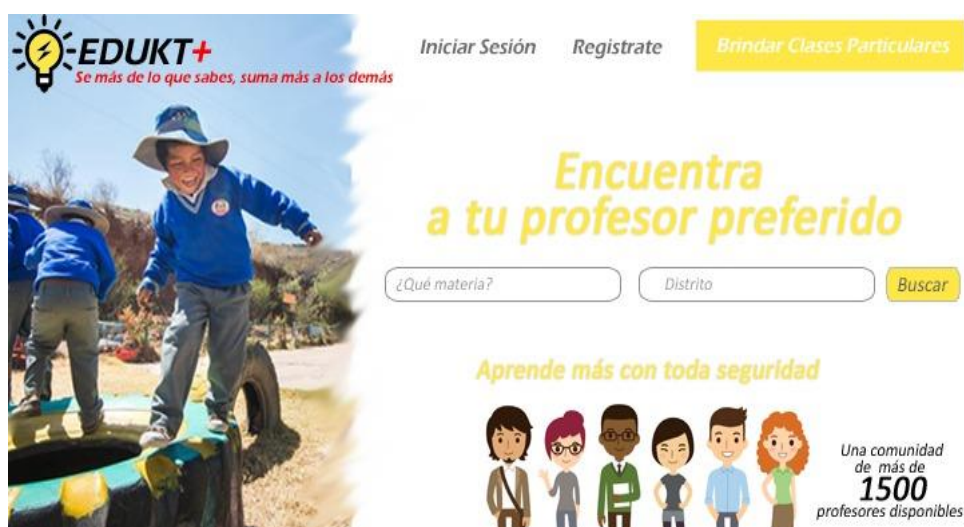 EDUKT+
Se más de lo que sabes, suma más a los demás
Iniciar Sesión
Registrate
Brindar Clases Particulares
Encuentra
a tu profesor preferido
¿Qué materia?
Distrito
Buscar
Aprende más con toda seguridad
Una comunidad
de más de
1500
profesores disponibles